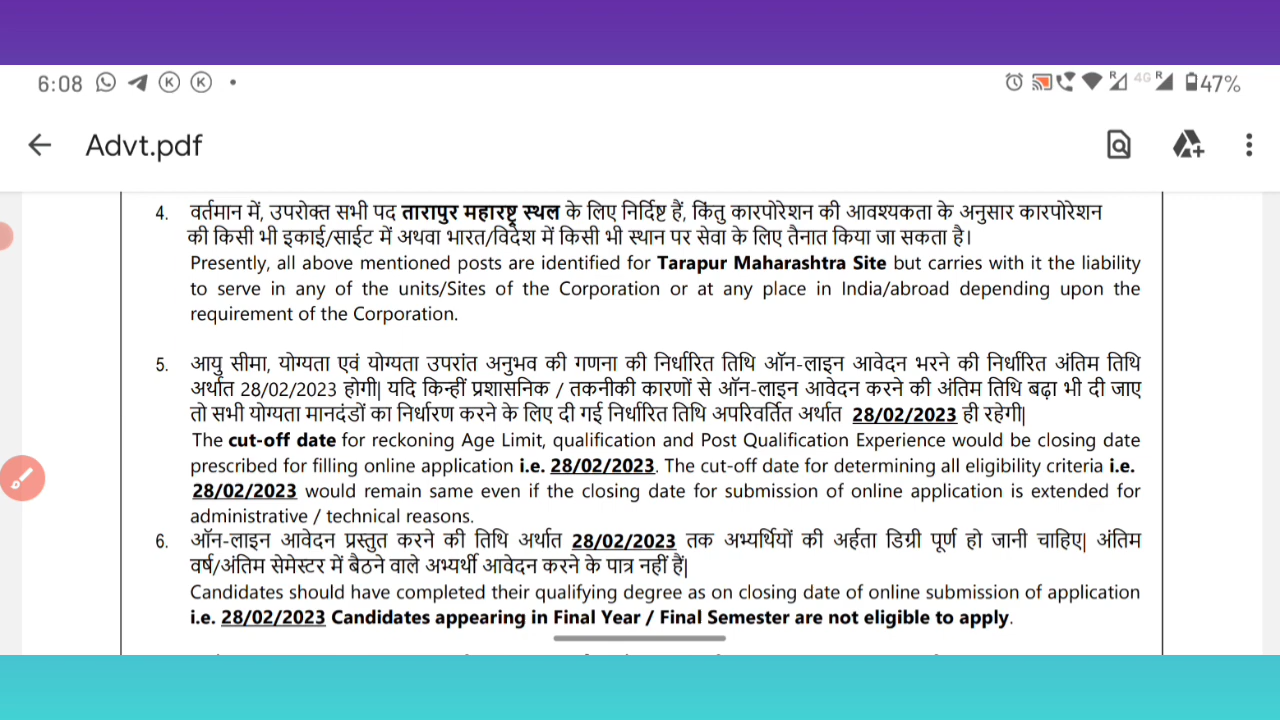 6:08 K K
4G R R 47%
Advt.pdf
4. वर्तमान में, उपरोक्त सभी पद तारापुर महाराष्ट्र स्थल के लिए निर्दिष्ट हैं, किंतु कारपोरेशन की आवश्यकता के अनुसार कारपोरेशन
की किसी भी इकाई/साईट में अथवा भारत/विदेश में किसी भी स्थान पर सेवा के लिए तैनात किया जा सकता है।
Presently, all above mentioned posts are identified for Tarapur Maharashtra Site but carries with it the liability
to serve in any of the units/Sites of the Corporation or at any place in India/abroad depending upon the
requirement of the Corporation.
5. आयु सीमा, योग्यता एवं योग्यता उपरांत अनुभव की गणना की निर्धारित तिथि ऑन-लाइन आवेदन भरने की निर्धारित अंतिम तिथि
अर्थात 28/02/2023 होगी| यदि किन्हीं प्रशासनिक / तकनीकी कारणों से ऑन-लाइन आवेदन करने की अंतिम तिथि बढ़ा भी दी जाए
तो सभी योग्यता मानदंडों का निर्धारण करने के लिए दी गई निर्धारित तिथि अपरिवर्तित अर्थात 28/02/2023 ही रहेगी|
The cut-off date for reckoning Age Limit, qualification and Post Qualification Experience would be closing date
prescribed for filling online application i.e. 28/02/2023. The cut-off date for determining all eligibility criteria i.e.
28/02/2023 would remain same even if the closing date for submission of online application is extended for
administrative / technical reasons.
6. ऑन-लाइन आवेदन प्रस्तुत करने की तिथि अर्थात 28/02/2023 तक अभ्यर्थियों की अर्हता डिग्री पूर्ण हो जानी चाहिए| अंतिम
वर्ष/अंतिम सेमेस्टर में बैठने वाले अभ्यर्थी आवेदन करने के पात्र नहीं हैं|
Candidates should have completed their qualifying degree as on closing date of online submission of application
i.e. 28/02/2023 Candidates appearing in Final Year / Final Semester are not eligible to apply.